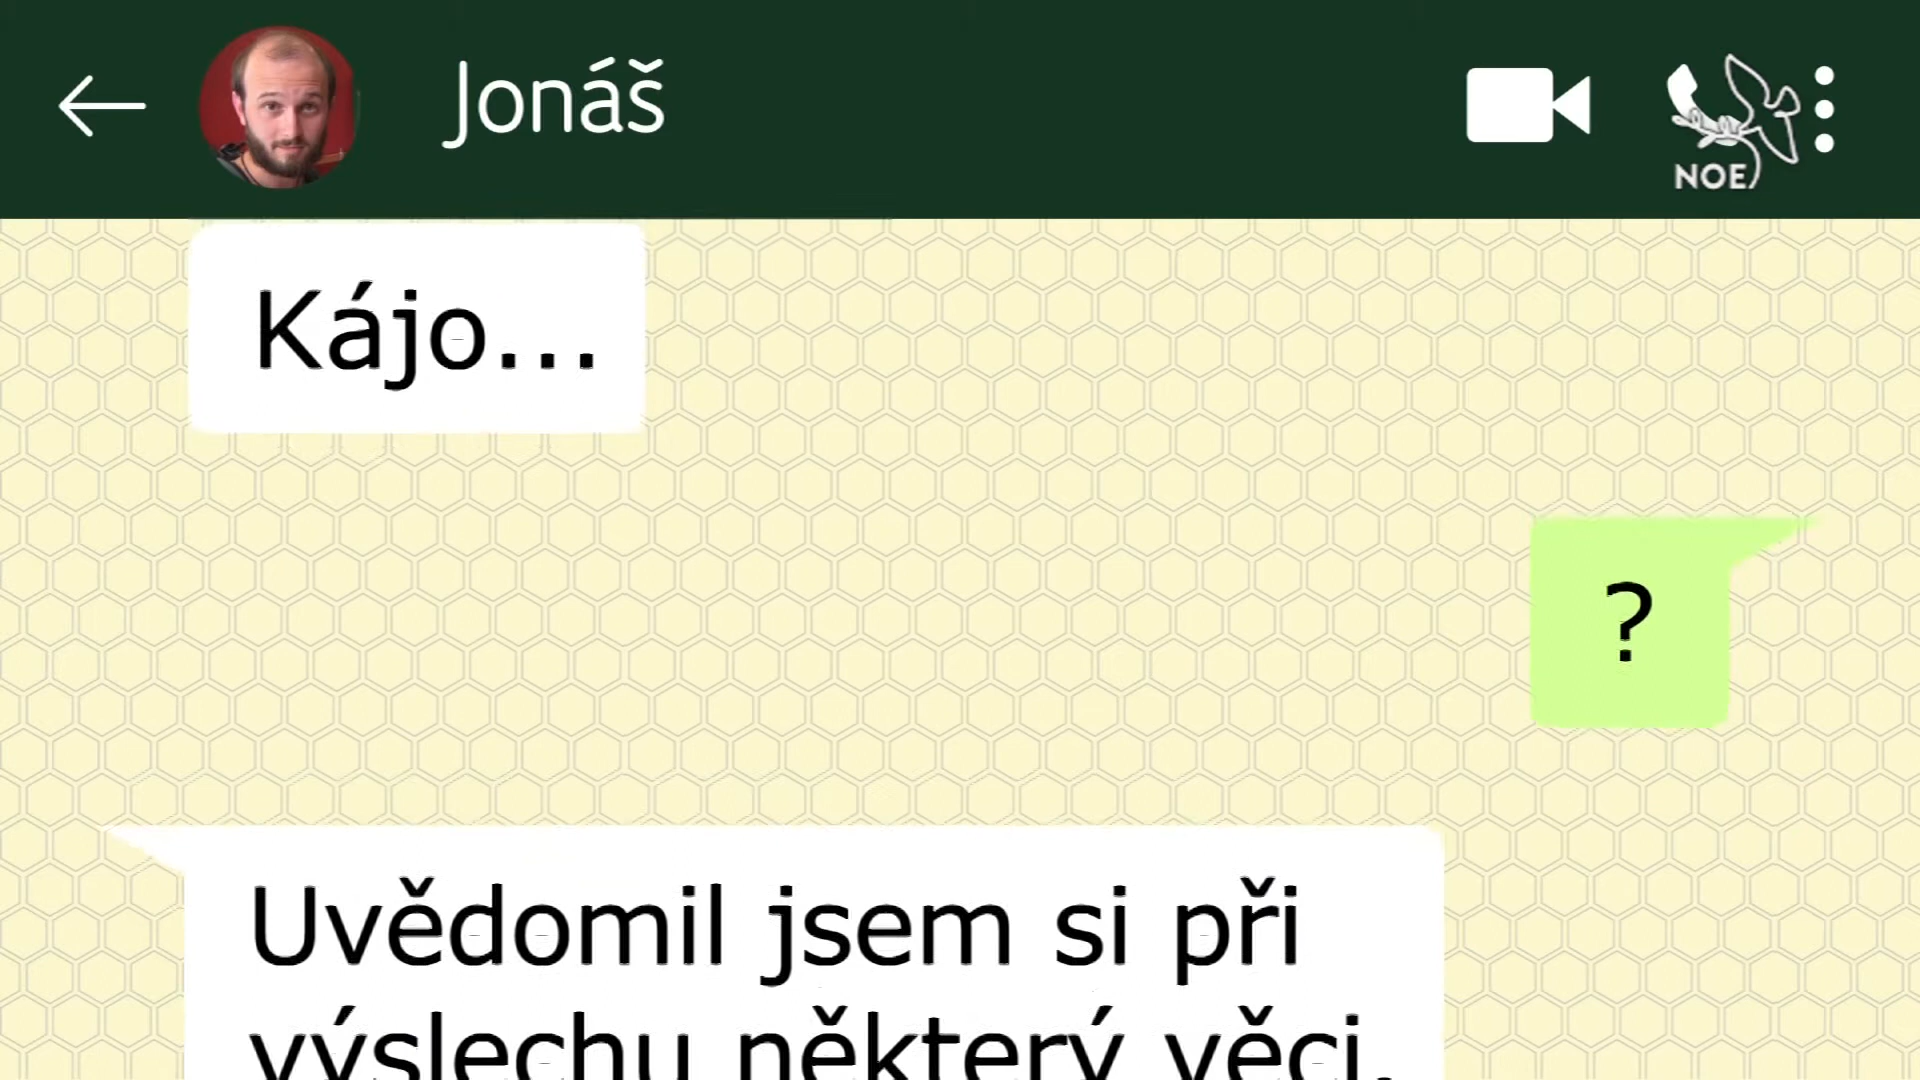 Jonáš
NOE
Kájo...
?
Uvědomil jsem si při
výslechu některý věci.